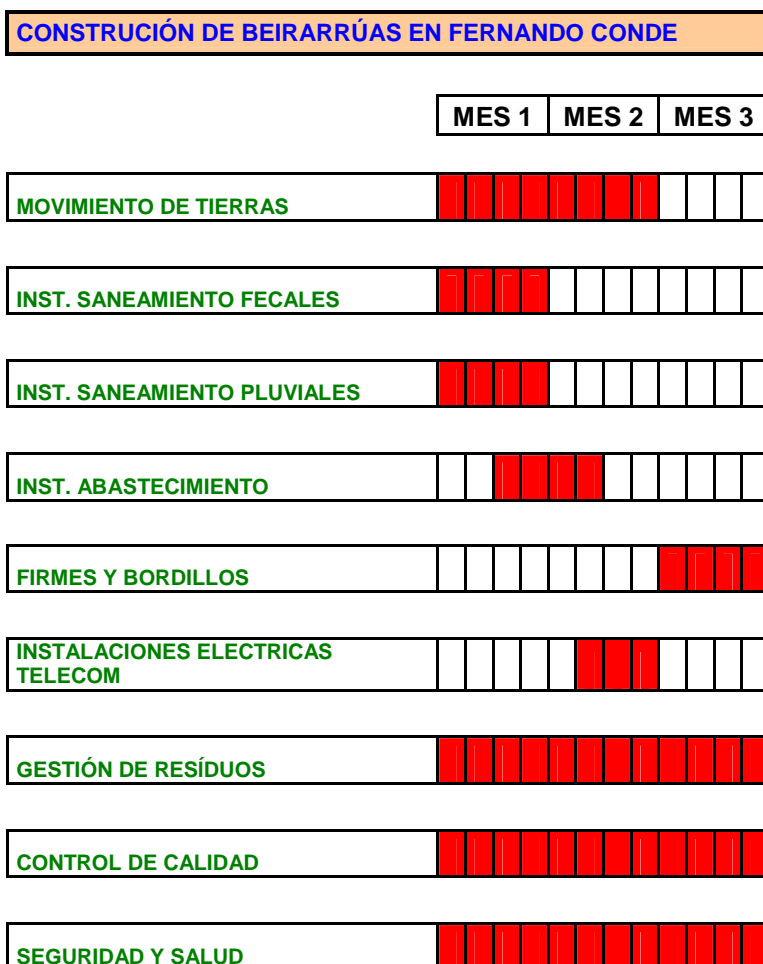 CONSTRUCIÓN DE BEIRARRÚAS EN FERNANDO CONDE
MES 1 MES 2 MES 3
MOVIMIENTO DE TIERRAS
INST. SANEAMIENTO FECALES
INST. SANEAMIENTO PLUVIALES
INST. ABASTECIMIENTO
FIRMES Y BORDILLOS
INSTALACIONES ELECTRICAS
TELECOM
GESTIÓN DE RESÍDUOS
CONTROL DE CALIDAD
SEGURIDAD Y SALUD